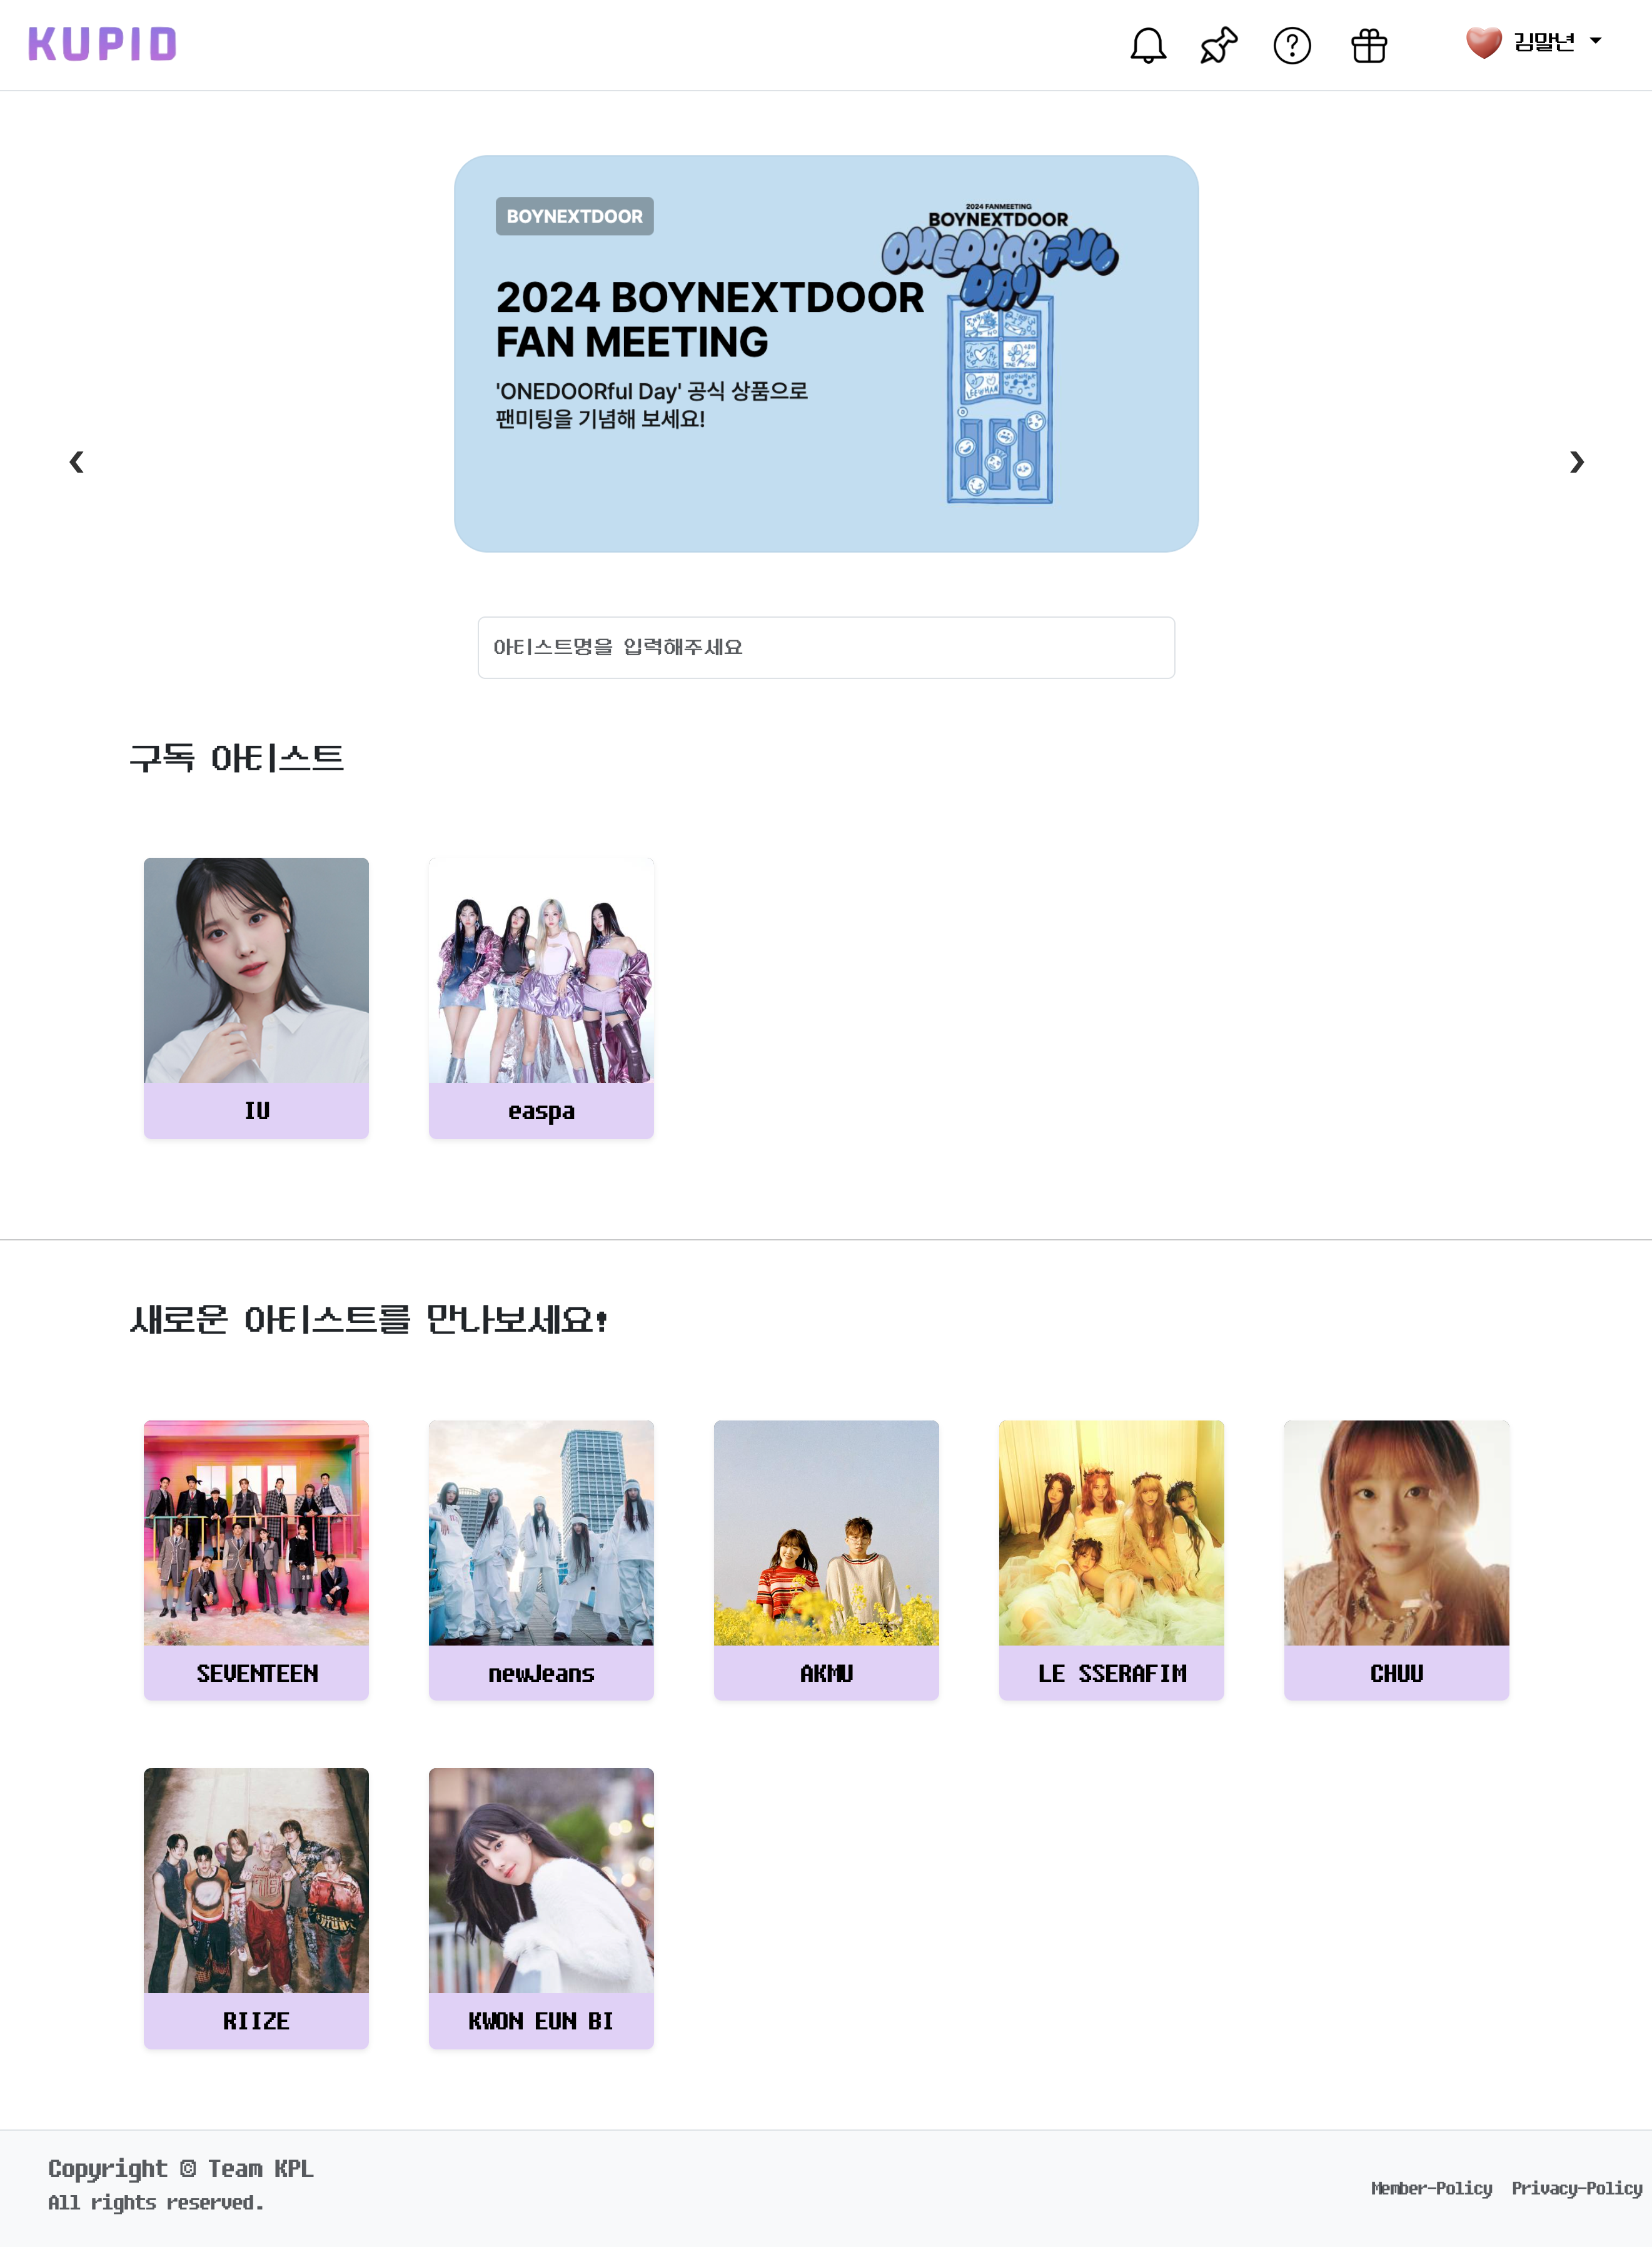 KUPID
김말년
BOYNEXTDOOR
2024 FANMEETING
BOYNEXTDOOR
ONEDOORFUL
DAY
2024 BOYNEXTDOOR
FAN MEETING
'ONEDOORful Day' 공식 상품으로
팬미팅을 기념해 보세요!
아티스트명을 입력해주세요
구독 아티스트
IU
easpa
새로운 아티스트를 만나보세요!
SEVENTEEN
newJeans
AKMU
LE SSERAFIM
CHUU
RIIZE
KWON EUN BI
Copyright © Team KPL
All rights reserved.
Member-Policy
Privacy-Policy